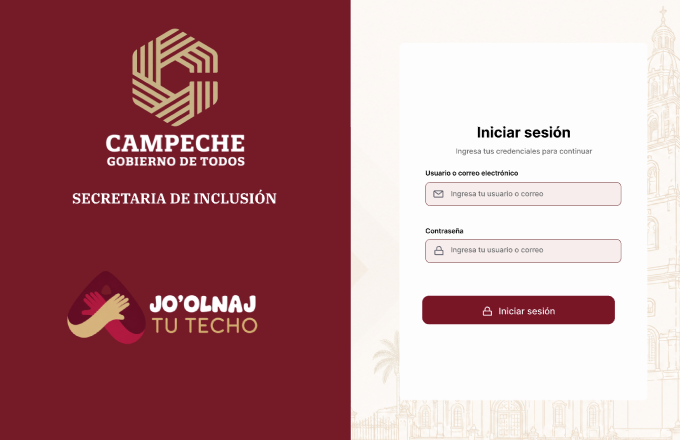 CAMPECHE
GOBIERNO DE TODOS
SECRETARIA DE INCLUSIÓN
JO'OLNAJ
TU TECHO
Iniciar sesión
Ingresa tus credenciales para continuar
Usuario o correo electrónico
Ingresa tu usuario o correo
Contraseña
Ingresa tu usuario o correo
Iniciar sesión